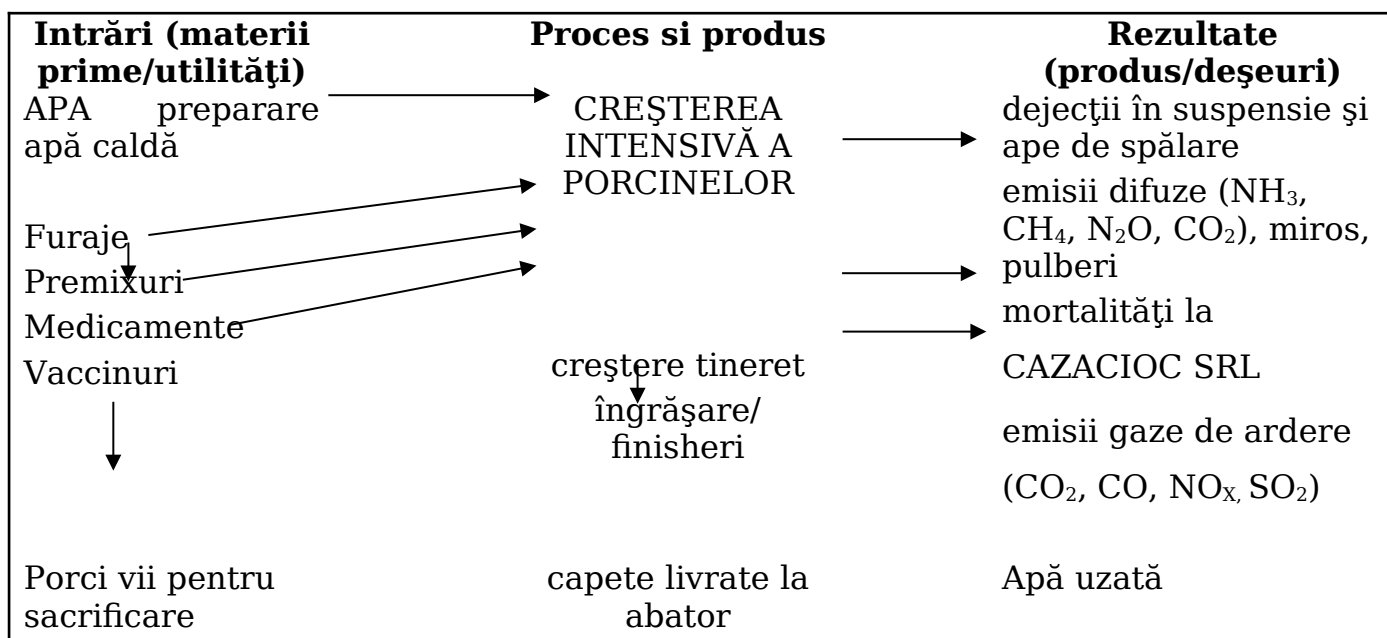 Intrări (materii
prime/utilităţi)
APA preparare
apă caldă
Furaje
Premixuri
Medicamente
Vaccinuri
Porci vii pentru
sacrificare
Proces si produs
CREŞTEREA
INTENSIVĂ A
PORCINELOR
creştere tineret
îngrăşare/
finisheri
capete livrate la
abator
Rezultate
(produs/deşeuri)
dejecţii în suspensie şi
ape de spălare
emisii difuze (NH₃,
CH₄, N₂O, CO₂), miros,
pulberi
mortalităţi la
CAZACIOC SRL
emisii gaze de ardere
(CO₂, CO, NOₓ, SO₂)
Apă uzată